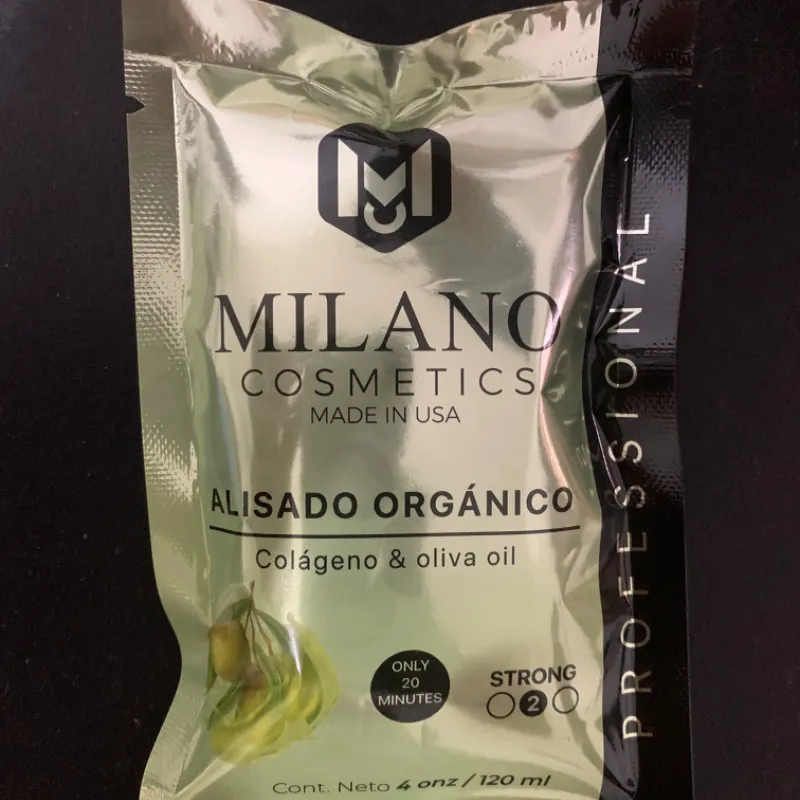 MILANO
COSMETICS
MADE IN USA
ALISADO ORGÁNICO
Colágeno & oliva oil
ONLY
20
MINUTES
STRONG
2
Cont. Neto 4 onz / 120 ml
PROFESSIONAL